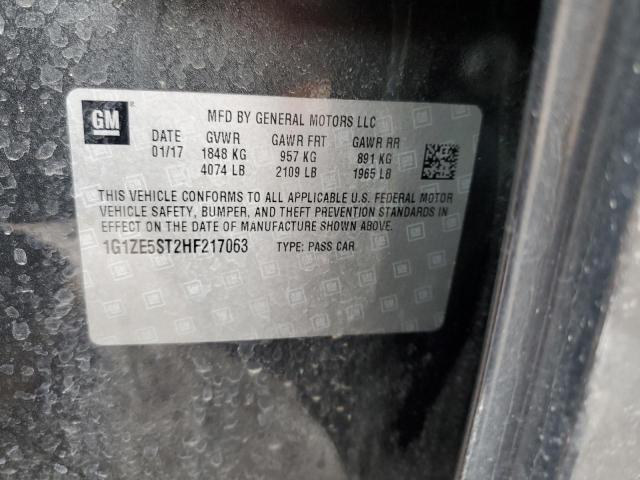 GM
MFD BY GENERAL MOTORS LLC
DATE GVWR GAWR FRT GAWR RR
01/17 1848 KG 957 KG 891 KG
4074 LB 2109 LB 1965 LB
THIS VEHICLE CONFORMS TO ALL APPLICABLE U.S. FEDERAL MOTOR
VEHICLE SAFETY, BUMPER, AND THEFT PREVENTION STANDARDS IN
EFFECT ON THE DATE OF MANUFACTURE SHOWN ABOVE.
1G1ZE5ST2HF217063 TYPE: PASS CAR